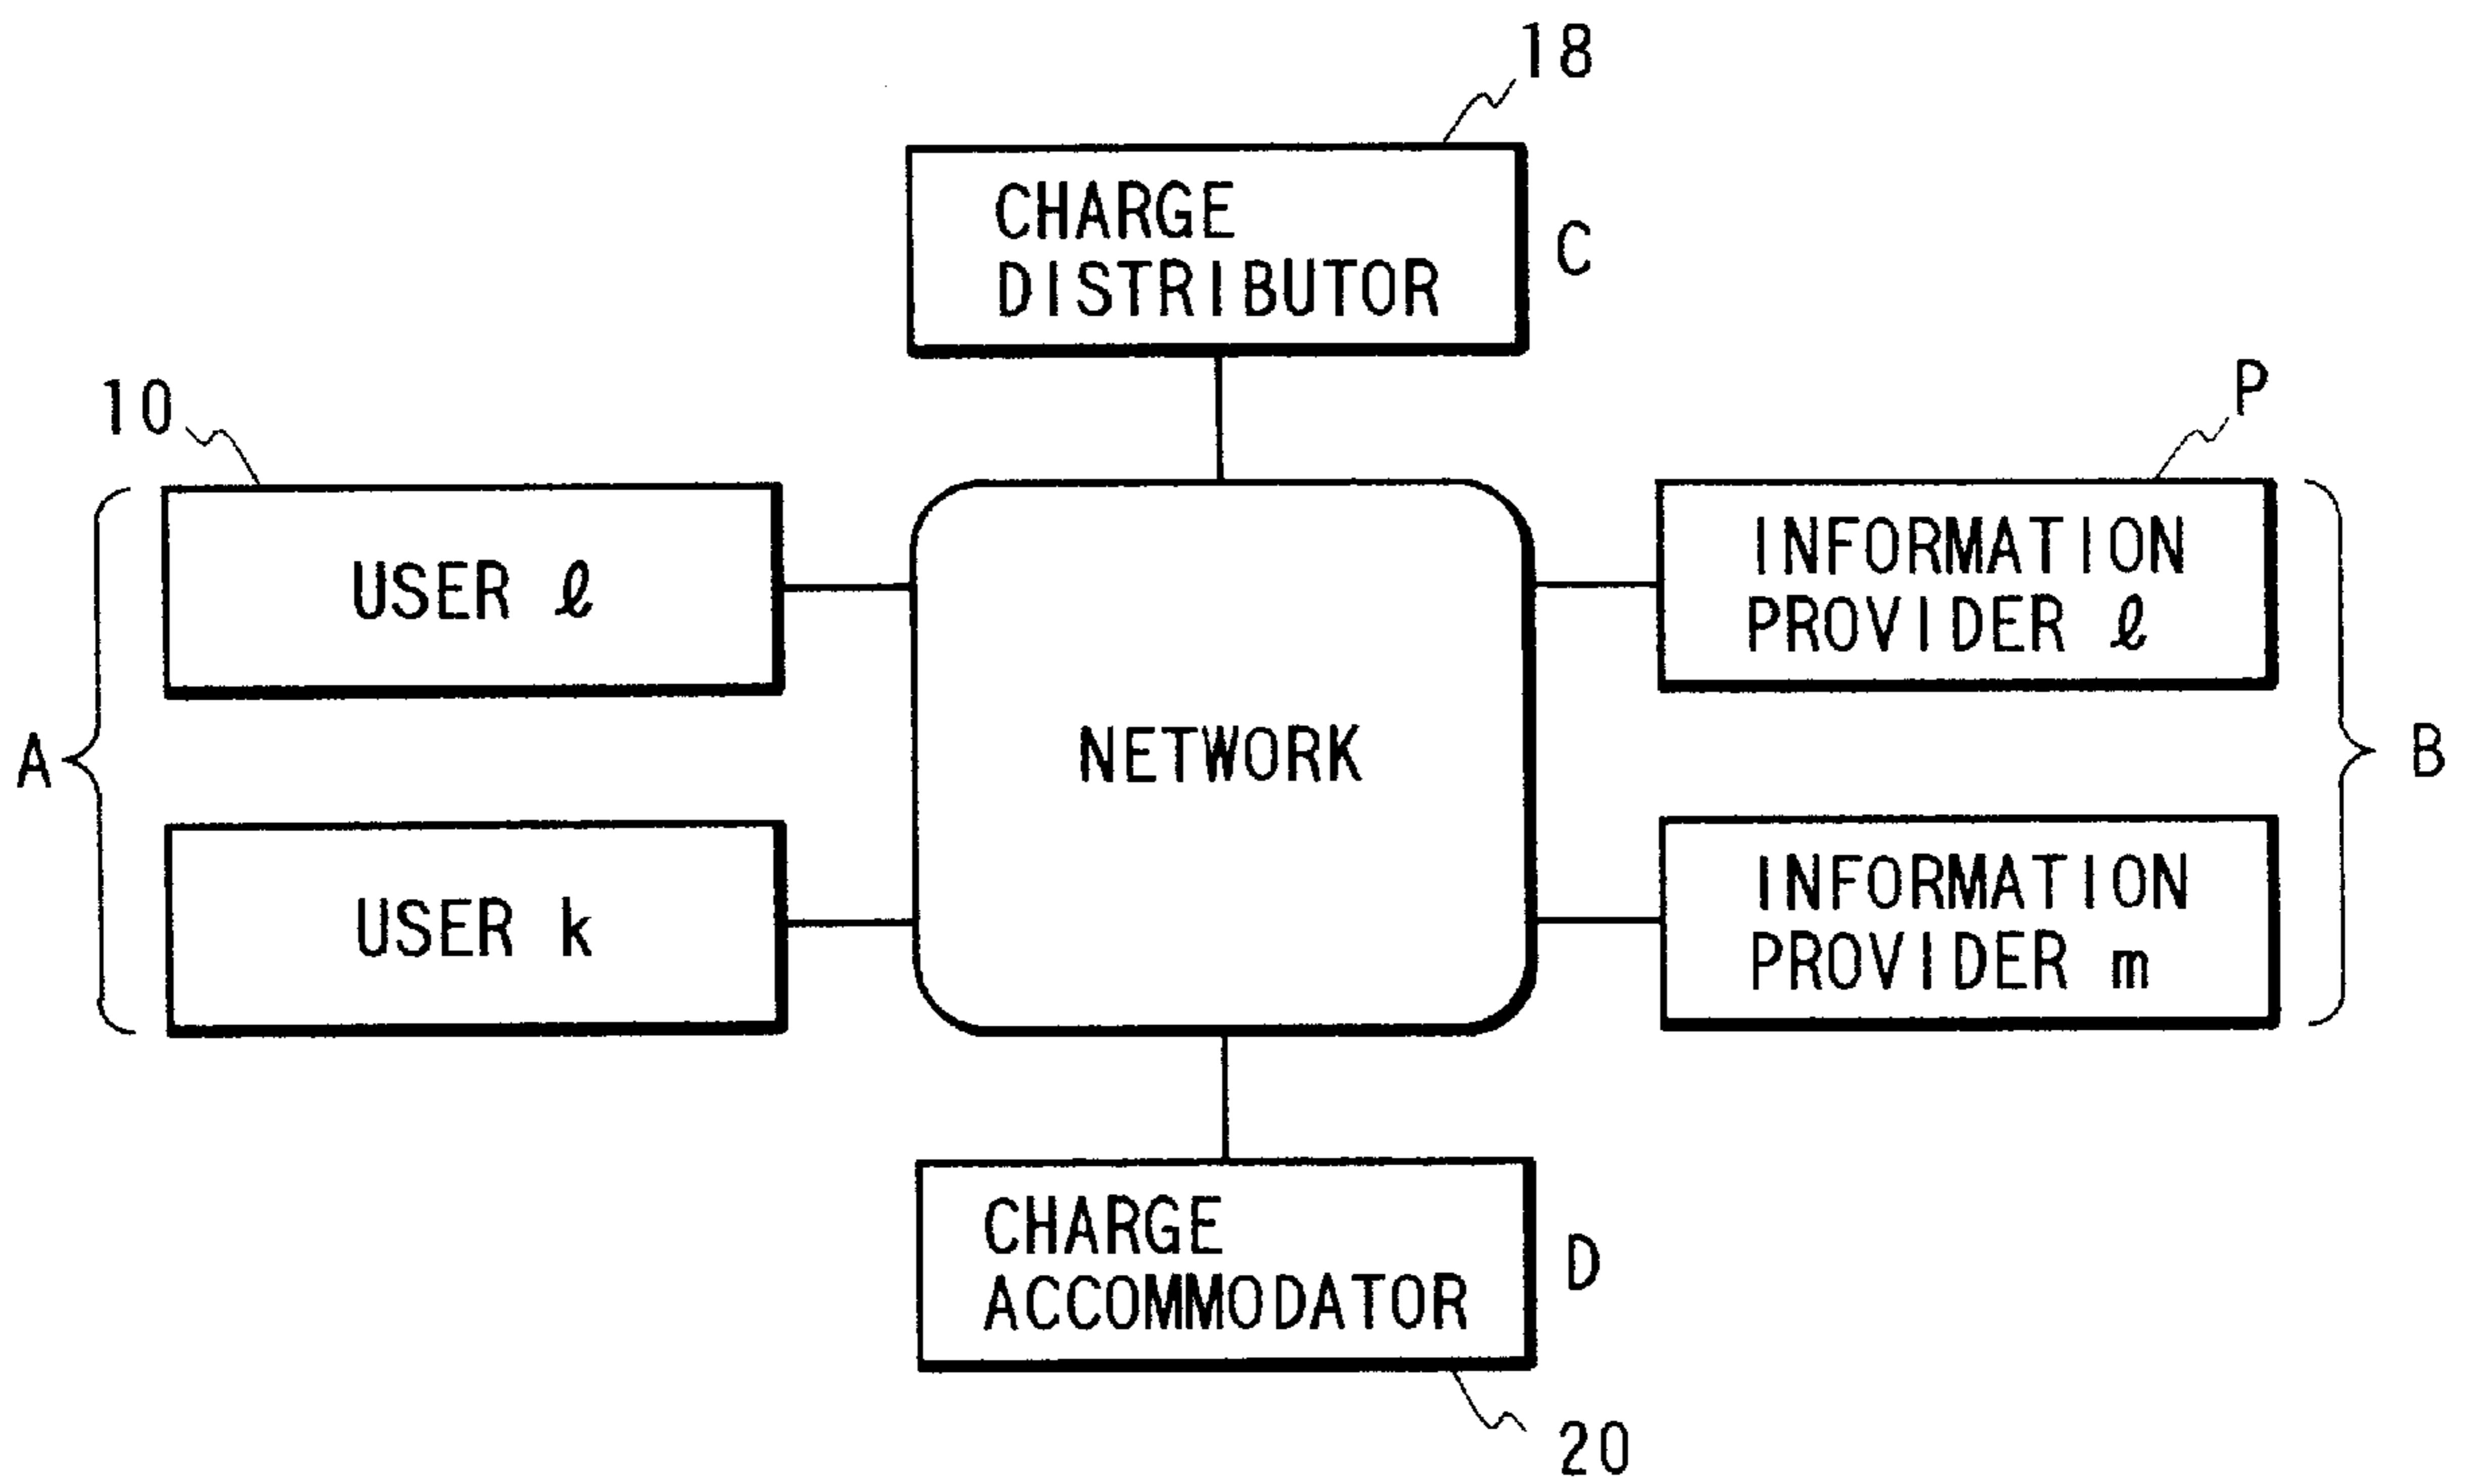 18
CHARGE
DISTRIBUTOR
C
10
P
USER ℓ
INFORMATION
PROVIDER ℓ
A
NETWORK
B
USER k
INFORMATION
PROVIDER m
CHARGE
ACCOMMODATOR
D
20